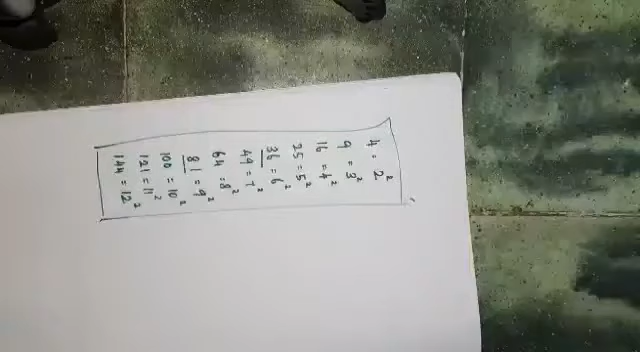 4 = 2²
9 = 3²
16 = 4²
25 = 5²
36 = 6²
49 = 7²
64 = 8²
81 = 9²
100 = 10²
121 = 11²
144 = 12²